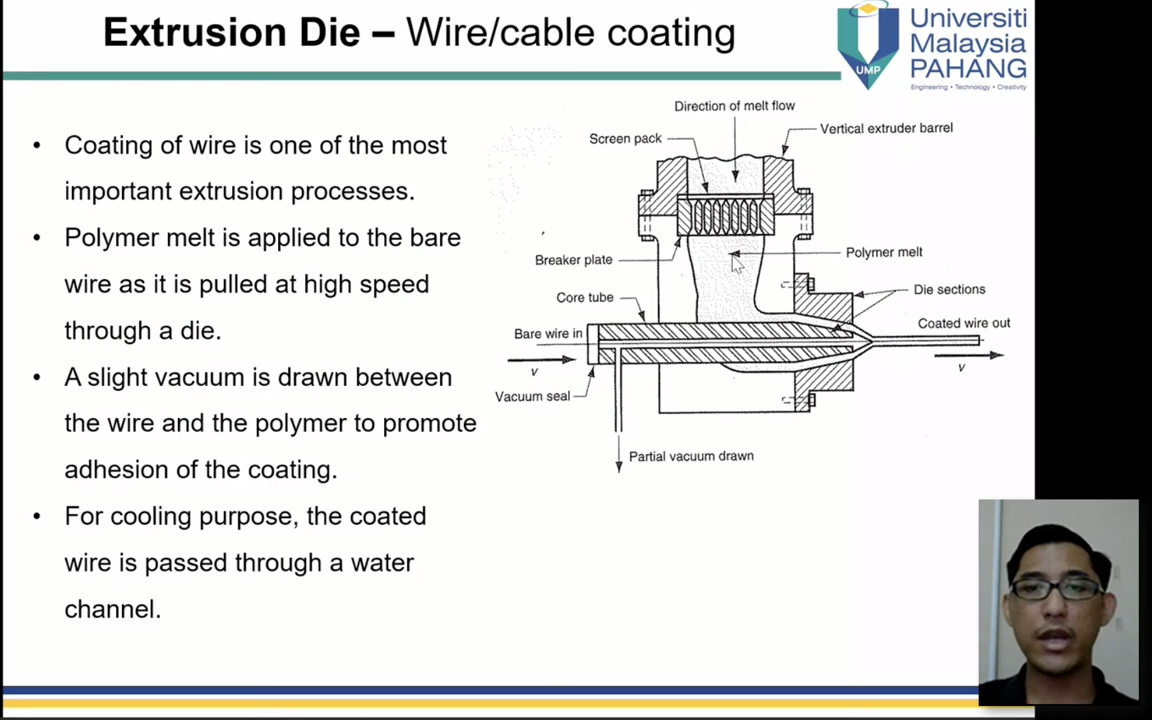 Extrusion Die – Wire/cable coating
UMP
Universiti
Malaysia
PAHANG
Engineering • Technology • Creativity
• Coating of wire is one of the most
important extrusion processes.
• Polymer melt is applied to the bare
wire as it is pulled at high speed
through a die.
• A slight vacuum is drawn between
the wire and the polymer to promote
adhesion of the coating.
• For cooling purpose, the coated
wire is passed through a water
channel.
Direction of melt flow
Screen pack
Vertical extruder barrel
Breaker plate
Polymer melt
Core tube
Die sections
Bare wire in
Coated wire out
v
v
Vacuum seal
Partial vacuum drawn